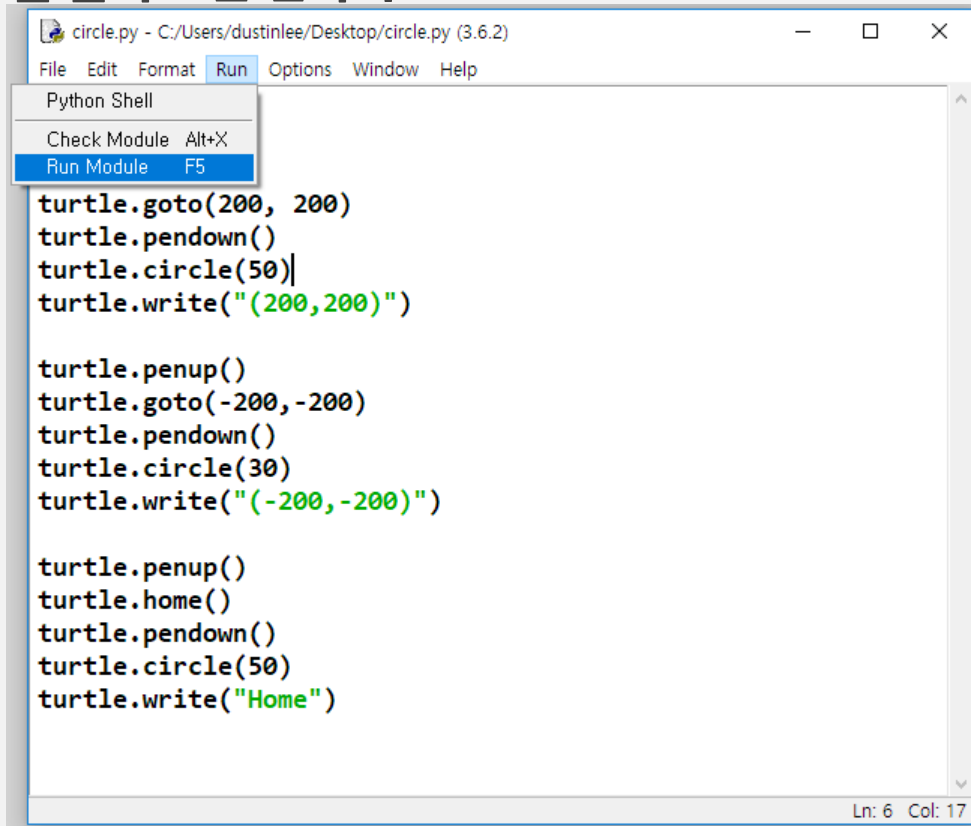 circle.py - C:/Users/dustinlee/Desktop/circle.py (3.6.2)
File Edit Format Run Options Window Help
Python Shell
Check Module Alt+X
Run Module F5
turtle.goto(200, 200)
turtle.pendown()
turtle.circle(50)
turtle.write("(200,200)")
turtle.penup()
turtle.goto(-200,-200)
turtle.pendown()
turtle.circle(30)
turtle.write("(-200,-200)")
turtle.penup()
turtle.home()
turtle.pendown()
turtle.circle(50)
turtle.write("Home")
Ln: 6 Col: 17